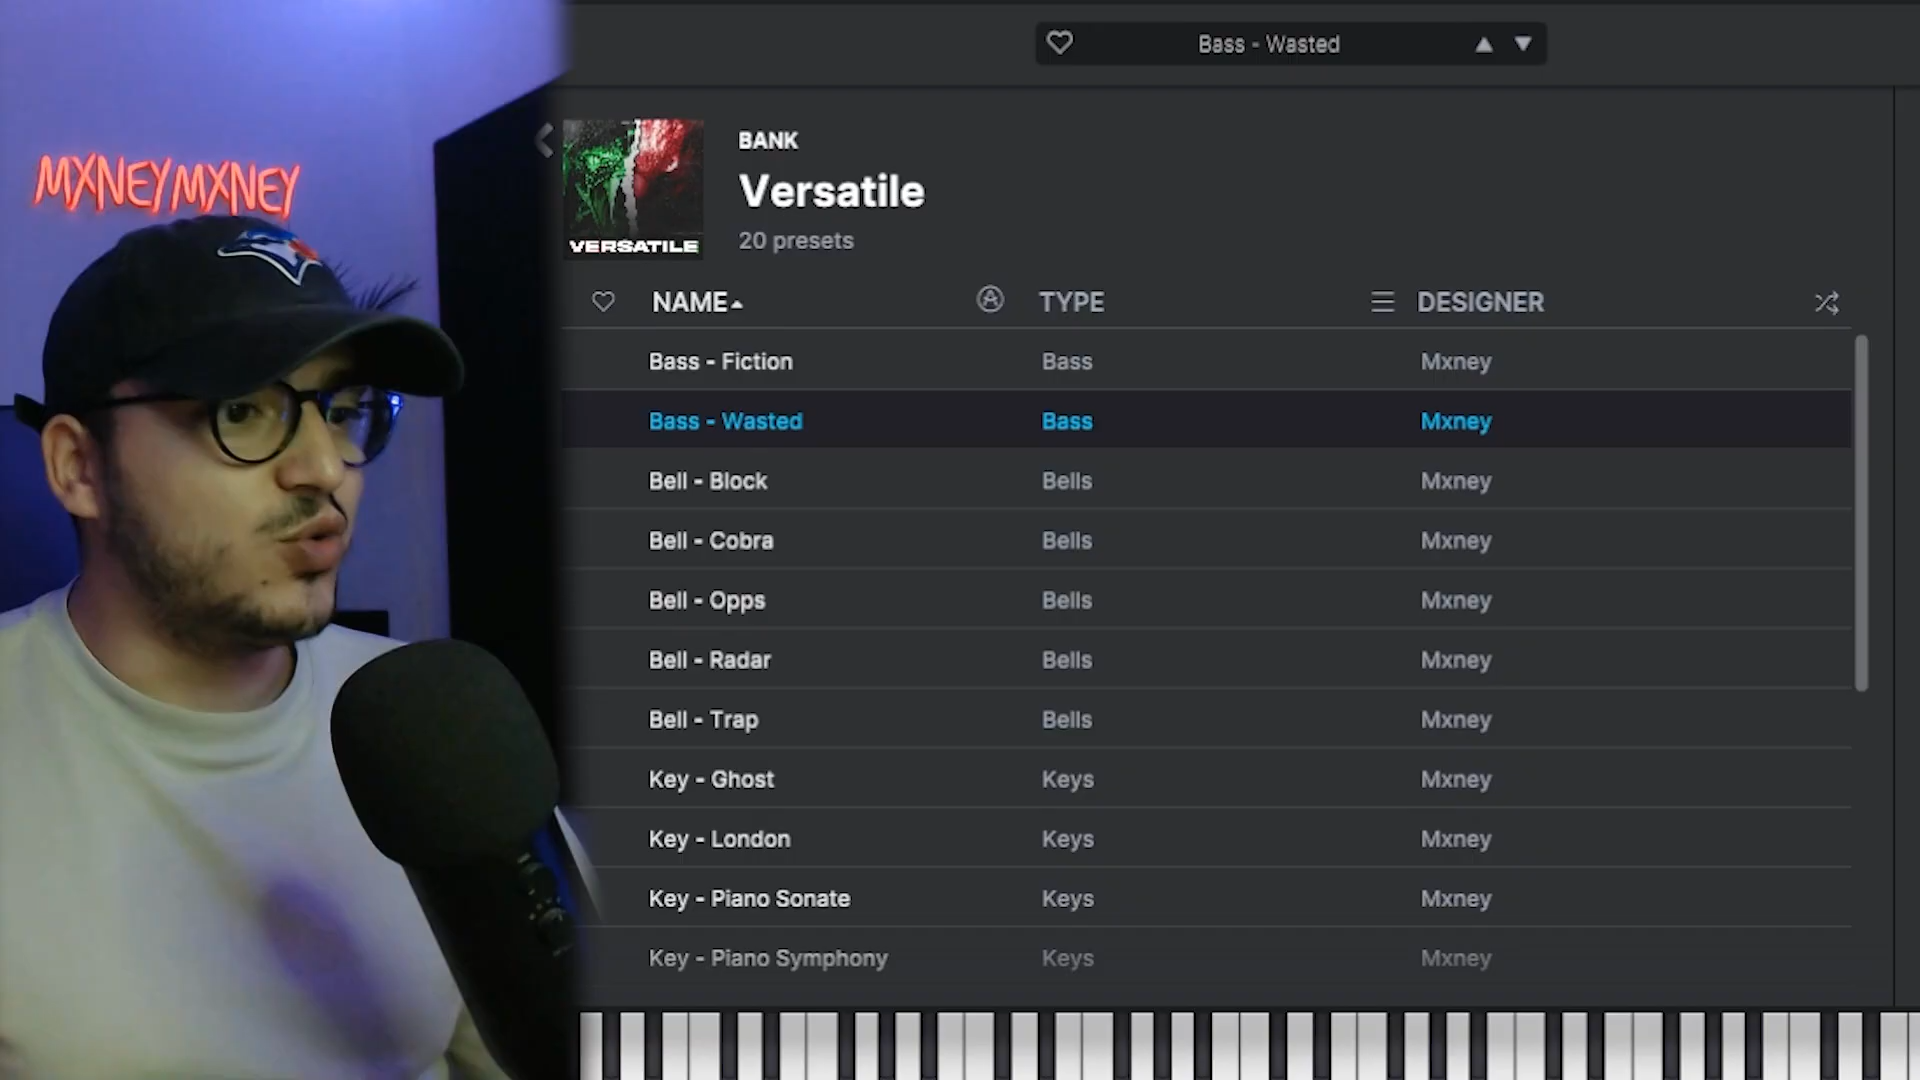 Bass - Wasted
MXNEYMXNEY
VERSATILE
BANK
Versatile
20 presets
NAME TYPE DESIGNER
Bass - Fiction Bass Mxney
Bass - Wasted Bass Mxney
Bell - Block Bells Mxney
Bell - Cobra Bells Mxney
Bell - Opps Bells Mxney
Bell - Radar Bells Mxney
Bell - Trap Bells Mxney
Key - Ghost Keys Mxney
Key - London Keys Mxney
Key - Piano Sonate Keys Mxney
Key - Piano Symphony Keys Mxney